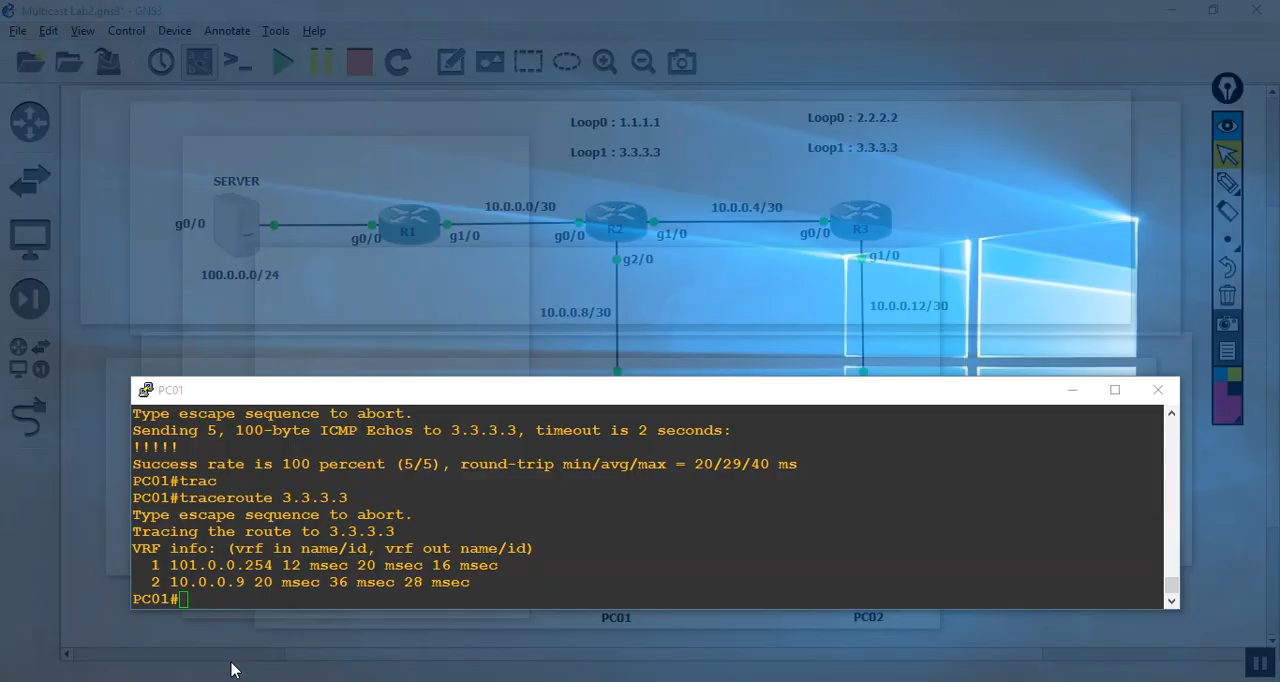 Multicast Lab2.gns3* - GNS3
File Edit View Control Device Annotate Tools Help
Loop0 : 1.1.1.1
Loop0 : 2.2.2.2
Loop1 : 3.3.3.3
Loop1 : 3.3.3.3
SERVER
10.0.0.0/30
10.0.0.4/30
g0/0
R1
R2
R3
g0/0
g1/0
g0/0
g1/0
g0/0
g2/0
g1/0
100.0.0.0/24
10.0.0.8/30
10.0.0.12/30
PC01
Type escape sequence to abort.
Sending 5, 100-byte ICMP Echos to 3.3.3.3, timeout is 2 seconds:
!!!!!
Success rate is 100 percent (5/5), round-trip min/avg/max = 20/29/40 ms
PC01#trac
PC01#traceroute 3.3.3.3
Type escape sequence to abort.
Tracing the route to 3.3.3.3
VRF info: (vrf in name/id, vrf out name/id)
1 101.0.0.254 12 msec 20 msec 16 msec
2 10.0.0.9 20 msec 36 msec 28 msec
PC01#
PC01
PC02